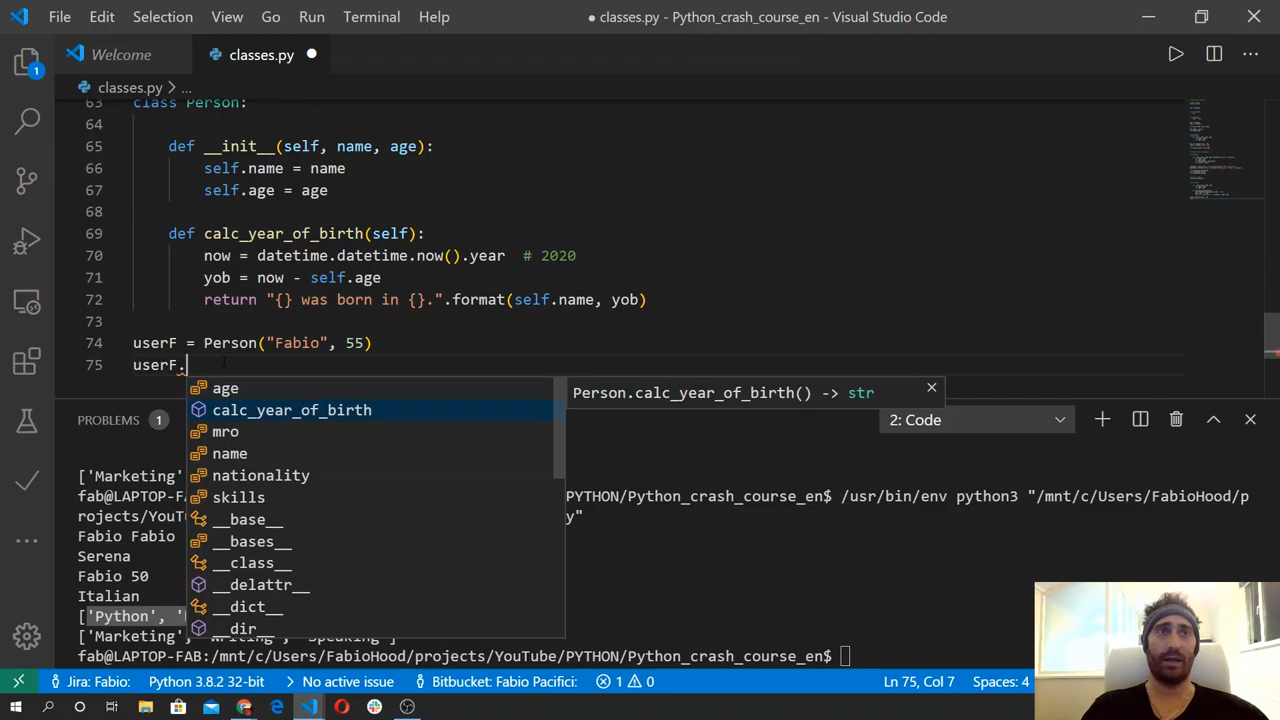 File Edit Selection View Go Run Terminal Help ● classes.py - Python_crash_course_en - Visual Studio Code
1
Welcome classes.py
classes.py > ...
63 class Person:
64
65 def __init__(self, name, age):
66 self.name = name
67 self.age = age
68
69 def calc_year_of_birth(self):
70 now = datetime.datetime.now().year # 2020
71 yob = now - self.age
72 return "{} was born in {}.".format(self.name, yob)
73
74 userF = Person("Fabio", 55)
75 userF.
age
calc_year_of_birth
mro
name
nationality
skills
__base__
__bases__
__class__
__delattr__
__dict__
__dir__
Person.calc_year_of_birth() -> str
PROBLEMS 1 2: Code
['Marketing'
fab@LAPTOP-FA PYTHON/Python_crash_course_en$ /usr/bin/env python3 "/mnt/c/Users/FabioHood/p
rojects/YouT y"
Fabio Fabio
Serena
Fabio 50
Italian
['Python', '
['Marketing', 'Writing', 'Speaking']
fab@LAPTOP-FAB:/mnt/c/Users/FabioHood/projects/YouTube/PYTHON/Python_crash_course_en$
Jira: Fabio: Python 3.8.2 32-bit No active issue Bitbucket: Fabio Pacifici: 1 0 Ln 75, Col 7 Spaces: 4